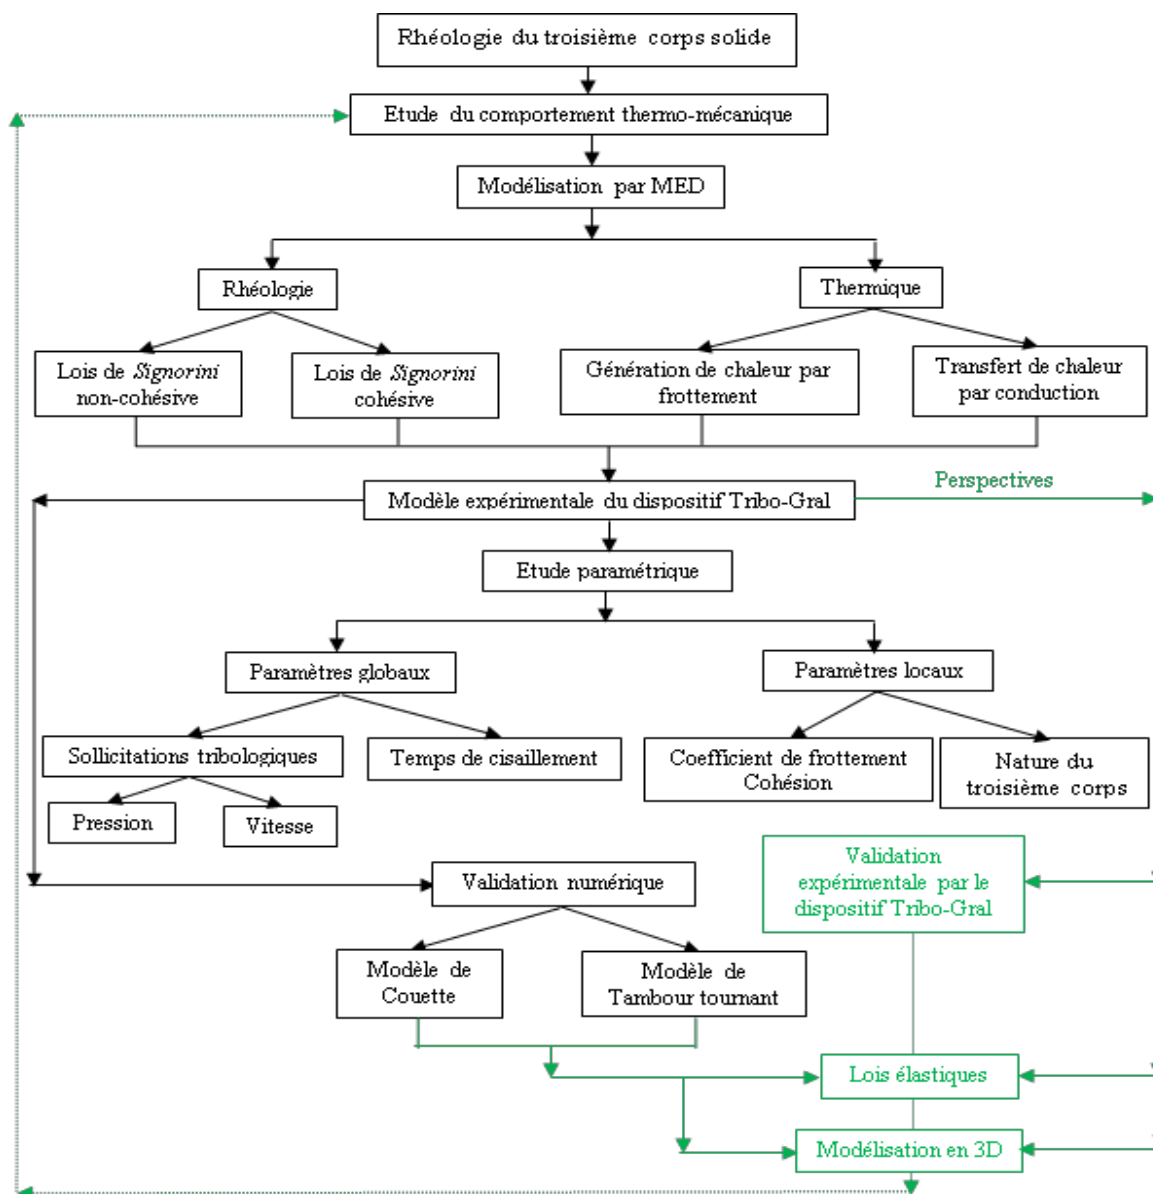 Rhéologie du troisième corps solide
Etude du comportement thermo-mécanique
Modélisation par MED
Rhéologie
Thermique
Lois de Signorini
non-cohésive
Lois de Signorini
cohésive
Génération de chaleur par
frottement
Transfert de chaleur
par conduction
Perspectives
Modèle expérimentale du dispositif Tribo-Gral
Etude paramétrique
Paramètres globaux
Paramètres locaux
Sollicitations tribologiques
Temps de cisaillement
Coefficient de frottement
Cohésion
Nature du
troisième corps
Pression
Vitesse
Validation numérique
Validation
expérimentale par le
dispositif Tribo-Gral
Modèle de
Couette
Modèle de
Tambour tournant
Lois élastiques
Modélisation en 3D